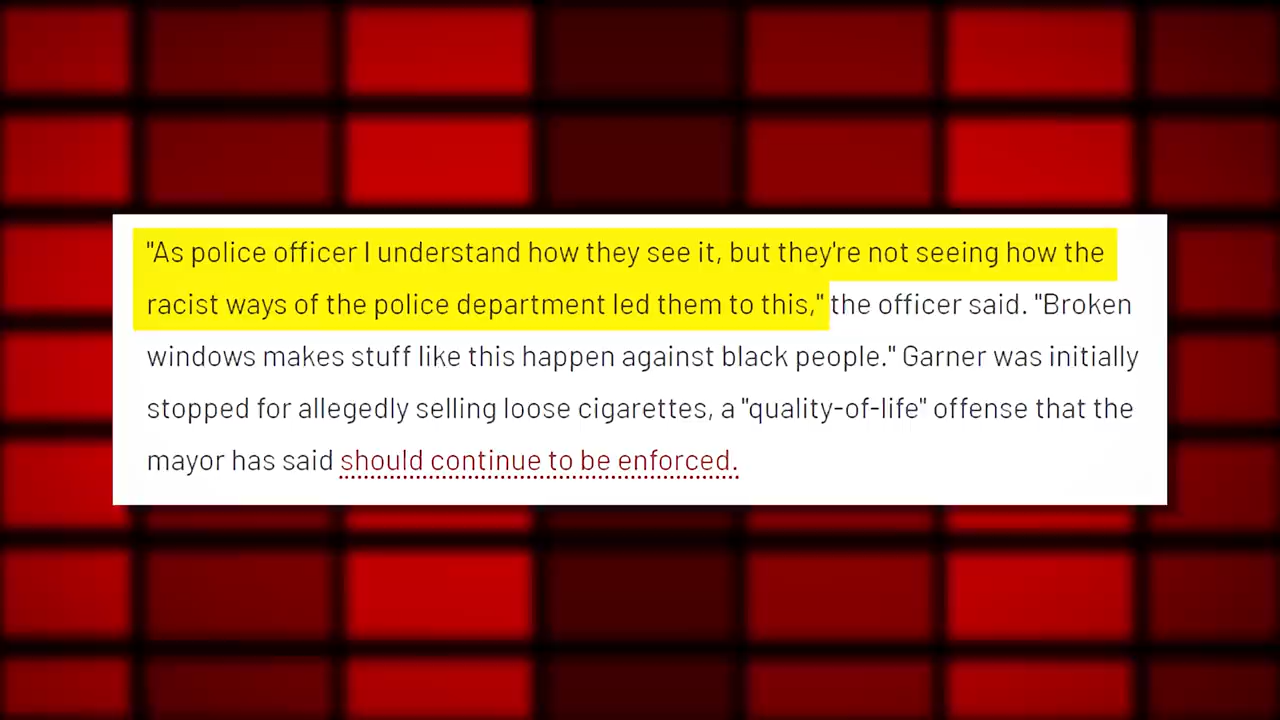 "As police officer I understand how they see it, but they're not seeing how the
racist ways of the police department led them to this," the officer said. "Broken
windows makes stuff like this happen against black people." Garner was initially
stopped for allegedly selling loose cigarettes, a "quality-of-life" offense that the
mayor has said should continue to be enforced.